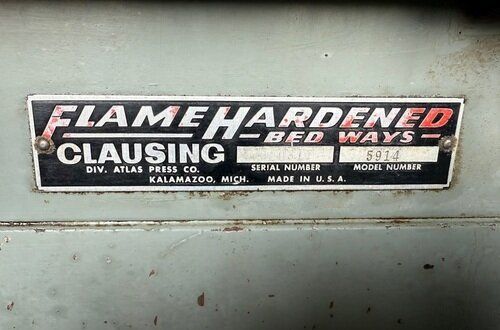 FLAME HARDENED
BED WAYS
CLAUSING 5914
DIV. ATLAS PRESS CO. SERIAL NUMBER MODEL NUMBER
KALAMAZOO, MICH. MADE IN U.S.A.